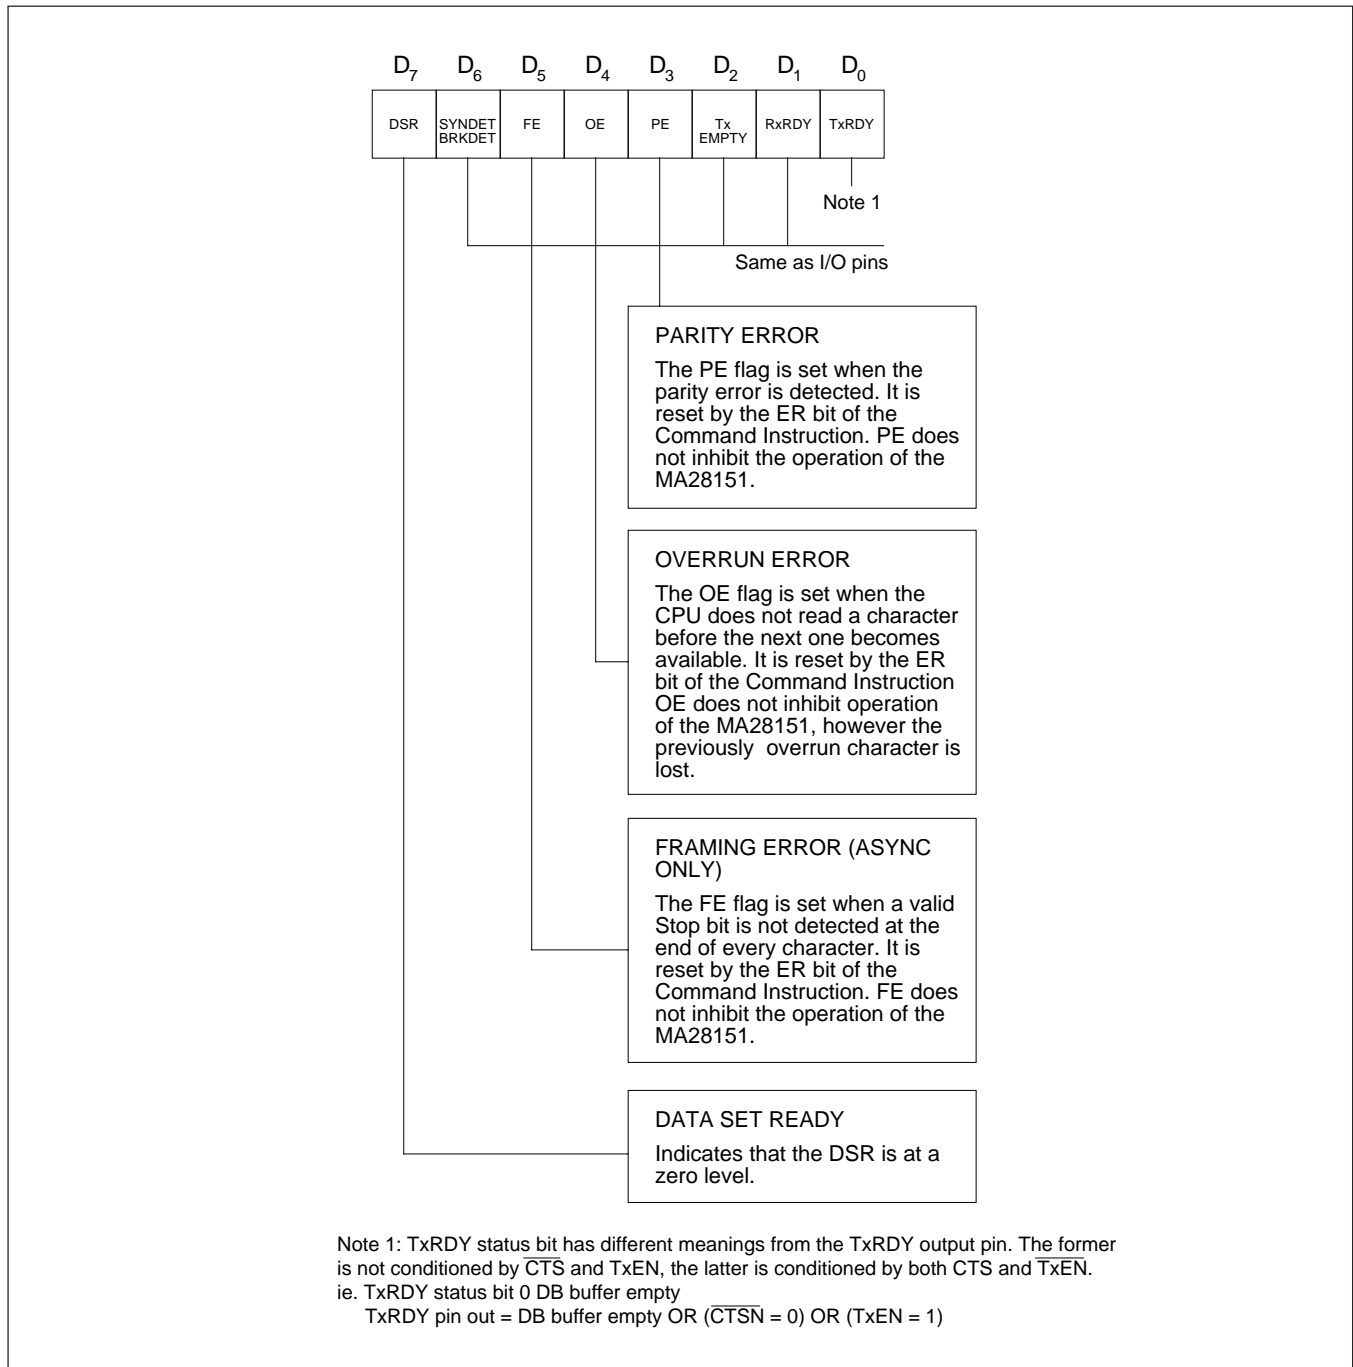 D7 D6 D5 D4 D3 D2 D1 D0
DSR SYNDET BRKDET FE OE PE Tx EMPTY RxRDY TxRDY
Note 1
Same as I/O pins
PARITY ERROR
The PE flag is set when the
parity error is detected. It is
reset by the ER bit of the
Command Instruction. PE does
not inhibit the operation of the
MA28151.
OVERRUN ERROR
The OE flag is set when the
CPU does not read a character
before the next one becomes
available. It is reset by the ER
bit of the Command Instruction
OE does not inhibit operation
of the MA28151, however the
previously overrun character is
lost.
FRAMING ERROR (ASYNC
ONLY)
The FE flag is set when a valid
Stop bit is not detected at the
end of every character. It is
reset by the ER bit of the
Command Instruction. FE does
not inhibit the operation of the
MA28151.
DATA SET READY
Indicates that the DSR is at a
zero level.
Note 1: TxRDY status bit has different meanings from the TxRDY output pin. The former
is not conditioned by C̅T̅S̅ and TxEN, the latter is conditioned by both CTS and T̅x̅E̅N̅.
ie. TxRDY status bit 0 DB buffer empty
TxRDY pin out = DB buffer empty OR (C̅T̅S̅N̅ = 0) OR (TxEN = 1)